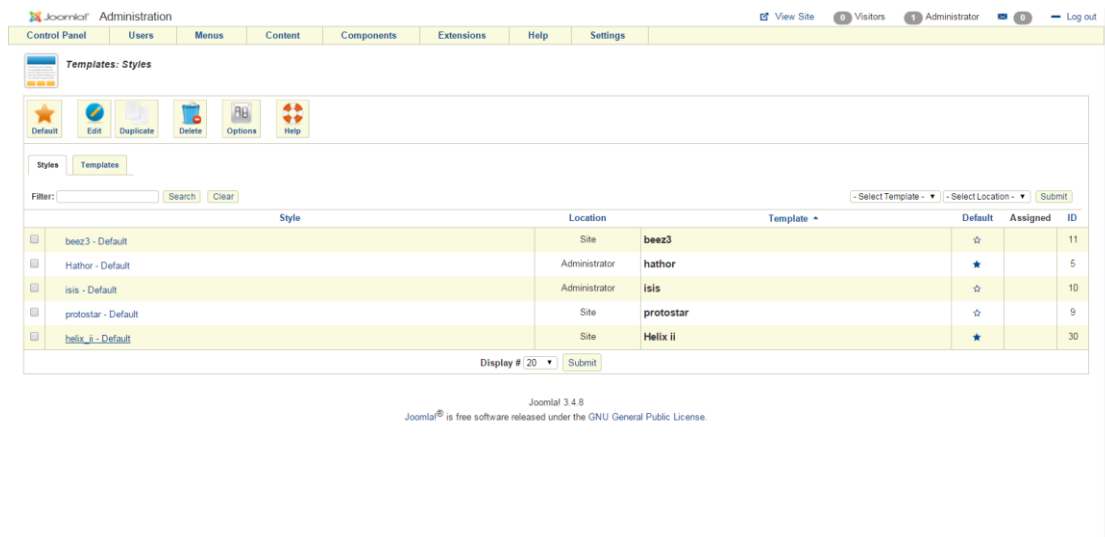 Joomla! Administration View Site 0 Visitors 1 Administrator 0 Log out
Control Panel Users Menus Content Components Extensions Help Settings
Templates: Styles
Default Edit Duplicate Delete Options Help
Styles Templates
Filter: Search Clear - Select Template - - Select Location - Submit
Style Location Template Default Assigned ID
beez3 - Default Site beez3 11
Hathor - Default Administrator hathor 5
isis - Default Administrator isis 10
protostar - Default Site protostar 9
helix_ii - Default Site Helix ii 30
Display # 20 Submit
Joomla! 3.4.8
Joomla!® is free software released under the GNU General Public License.